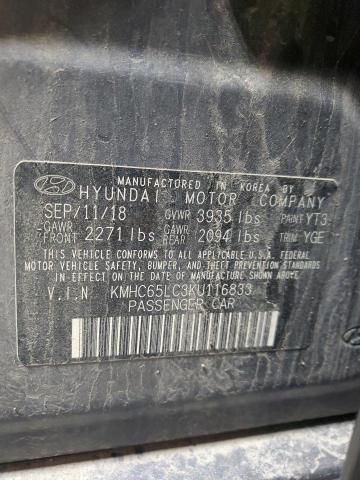 MANUFACTURED IN KOREA BY
HYUNDAI MOTOR COMPANY
SEP/11/18 GVWR 3935 lbs PAINT YT3
GAWR FRONT 2271 lbs GAWR REAR 2094 lbs TRIM YGE
THIS VEHICLE CONFORMS TO ALL APPLICABLE U.S. FEDERAL
MOTOR VEHICLE SAFETY, BUMPER, AND THEFT PREVENTION
STANDARDS IN EFFECT ON THE DATE OF MANUFACTURE SHOWN ABOVE.
V.I.N KMHC65LC3KU116833
PASSENGER CAR